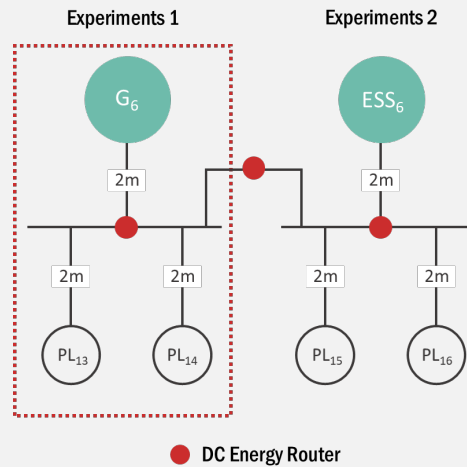 Experiments 1
Experiments 2
G₆
ESS₆
2m
2m
2m
2m
2m
2m
PL₁₃
PL₁₄
PL₁₅
PL₁₆
DC Energy Router